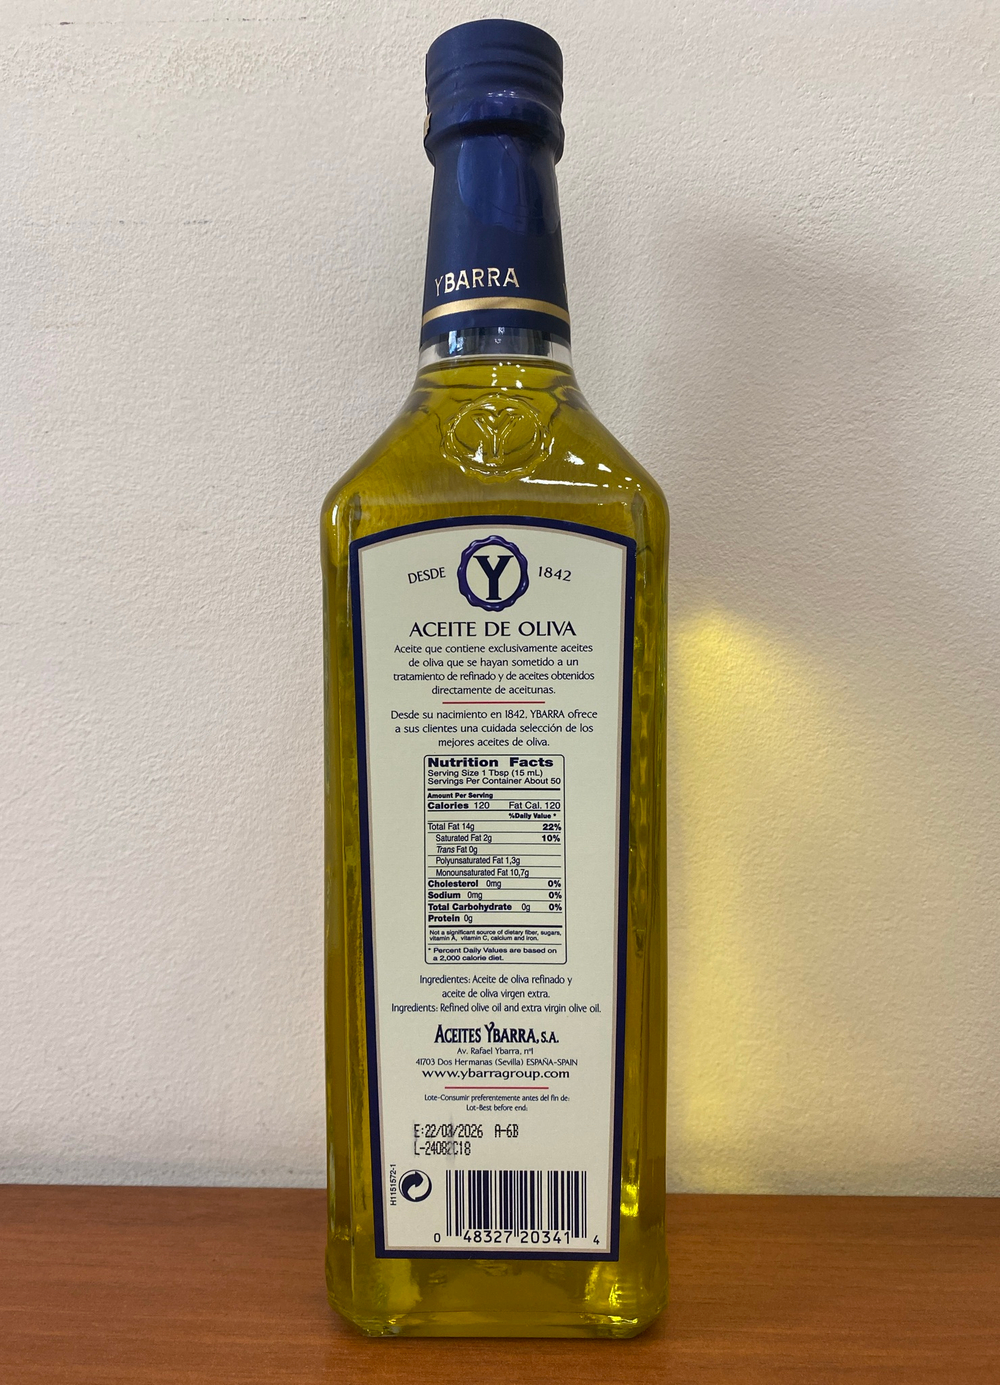 YBARRA
Y
DESDE Y 1842
ACEITE DE OLIVA
Aceite que contiene exclusivamente aceites
de oliva que se hayan sometido a un
tratamiento de refinado y de aceites obtenidos
directamente de aceitunas.
Desde su nacimiento en 1842, YBARRA ofrece
a sus clientes una cuidada selección de los
mejores aceites de oliva.
Nutrition Facts
Serving Size 1 Tbsp (15 mL)
Servings Per Container About 50
Amount Per Serving
Calories 120 Fat Cal. 120
%Daily Value *
Total Fat 14g 22%
Saturated Fat 2g 10%
Trans Fat 0g
Polyunsaturated Fat 1,3g
Monounsaturated Fat 10,7g
Cholesterol 0mg 0%
Sodium 0mg 0%
Total Carbohydrate 0g 0%
Protein 0g
Not a significant source of dietary fiber, sugars,
vitamin A, vitamin C, calcium and iron.
* Percent Daily Values are based on
a 2,000 calorie diet.
Ingredientes: Aceite de oliva refinado y
aceite de oliva virgen extra.
Ingredients: Refined olive oil and extra virgin olive oil.
ACEITES YBARRA, S.A.
Av. Rafael Ybarra, nº1
41703 Dos Hermanas (Sevilla) ESPAÑA-SPAIN
www.ybarragroup.com
Lote-Consumir preferentemente antes del fin de:
Lot-Best before end:
E:22/03/2026 A-6B
L-24082C18
H1151572-1
0 48327 20341 4